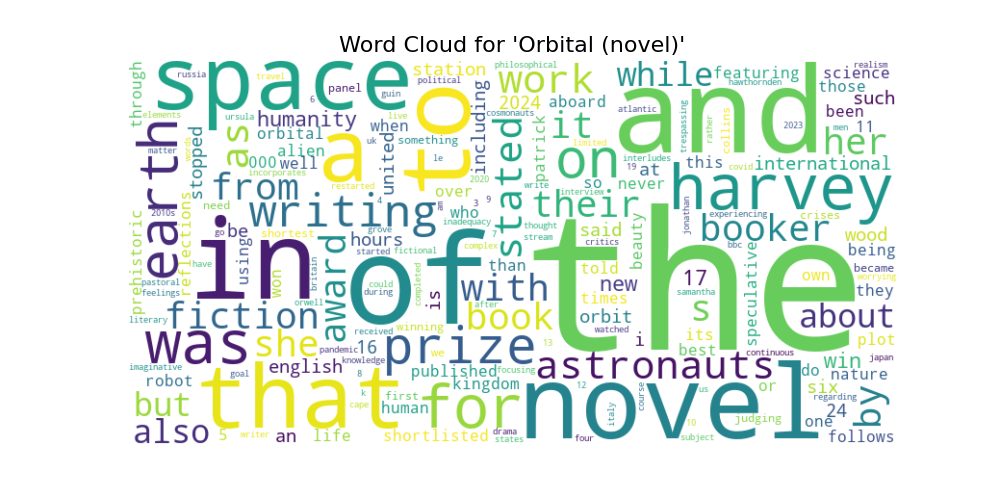 Word Cloud for 'Orbital (novel)'
space
to
and
the
of
in
novel
that
harvey
was
for
a
earth
prize
writing
astronauts
on
work
with
their
stated
it
from
fiction
book
booker
award
she
about
also
but
by
her
while
as
s
humanity
station
featuring
science
those
such
been
11
international
including
united
patrick
aboard
2024
when
orbital
alien
000
well
stopped
through
russia
travel
panel
6
political
philosophical
ursula
guin
live
cosmonauts
elements
uk
something
le
matter
words
incorporates
restarted
2020
2010s
go
have
need
be
using
won
shortest
hours
over
who
than
is
said
so
at
never
this
told
times
new
orbit
i
its
best
17
beauty
speculative
crises
wood
being
became
they
own
worrying
plot
win
nature
japan
do
six
or
one
24
regarding
follows
judging
life
an
5
english
16
robot
imaginative
literary
prehistoric
reflections
pastoral
feelings
pandemic
knowledge
published
kingdom
human
first
shortlisted
writer
goal
cape
k
8
received
winning
we
after
focusing
13
12
10
us
course
italy
four
drama
states
subject
continuous
samantha
watched
bbc
experiencing
jonathan
covid
19
interludes
limited
interview
write
thought
stream
critics
atlantic
rather
trespassing
collins
hawthornden
realism
men
2023
inadequacy
complex
fictional
grove
started
during
could
completed
orwell
britain
4
3
9
7
am